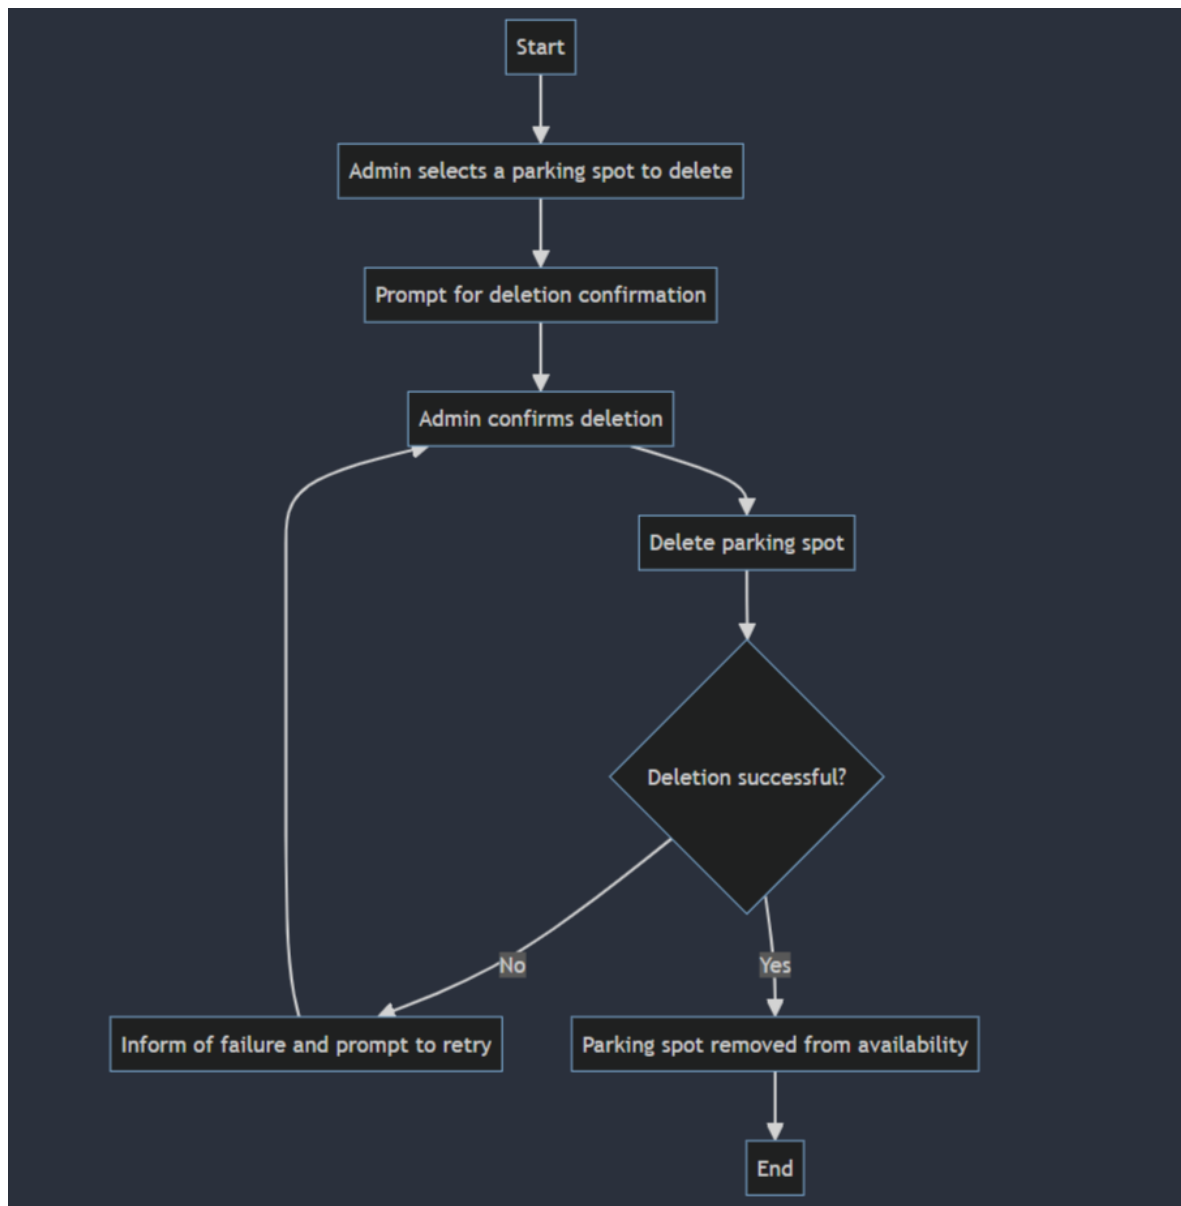 Start
Admin selects a parking spot to delete
Prompt for deletion confirmation
Admin confirms deletion
Delete parking spot
Deletion successful?
No
Yes
Inform of failure and prompt to retry
Parking spot removed from availability
End